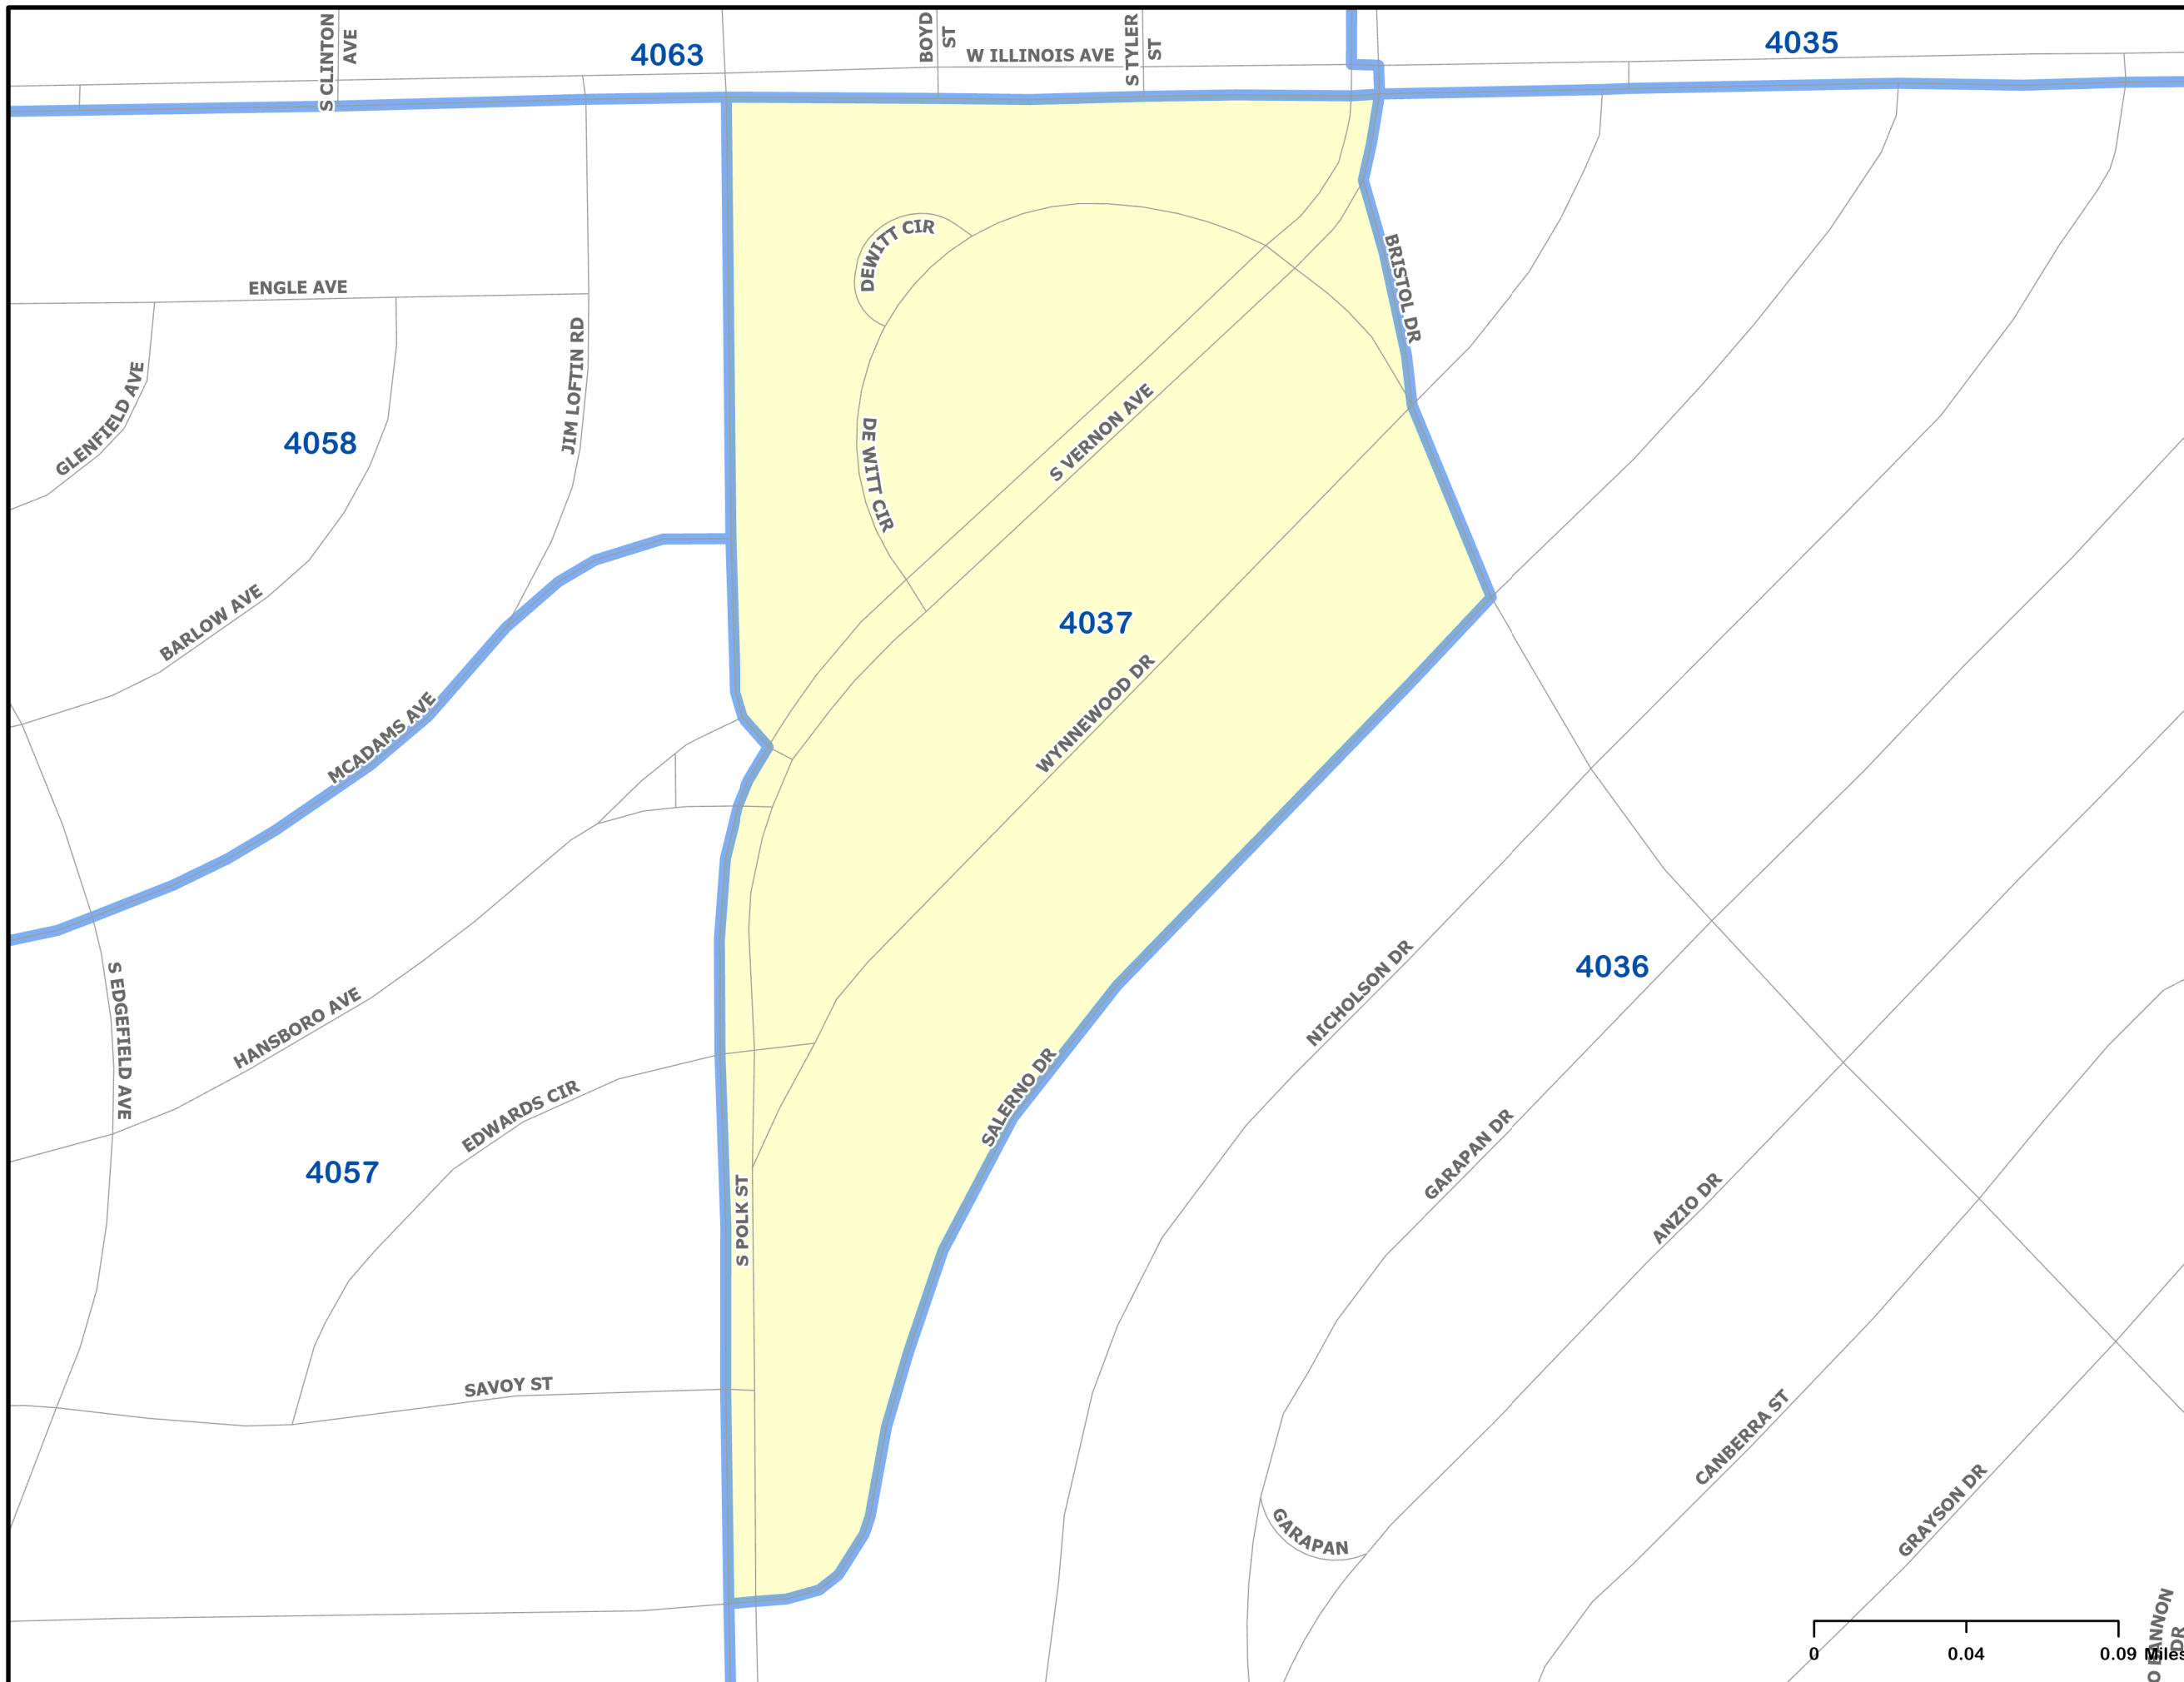 S CLINTON
AVE
4063
BOYD
ST
W ILLINOIS AVE
S TYLER
ST
4035
DEWITT CIR
BRISTOL DR
ENGLE AVE
JIM LOFTIN RD
GLENFIELD AVE
4058
S VERNON AVE
DE WITT CIR
BARLOW AVE
4037
WYNNEWOOD DR
MCADAMS AVE
NICHOLSON DR
4036
S EDGEFIELD AVE
HANSBORO AVE
SALERNO DR
EDWARDS CIR
GARAPAN DR
4057
S POLK ST
ANZIO DR
SAVOY ST
CANBERRA ST
GRAYSON DR
GARAPAN
O BANNON
DR
0
0.04
0.09 Miles